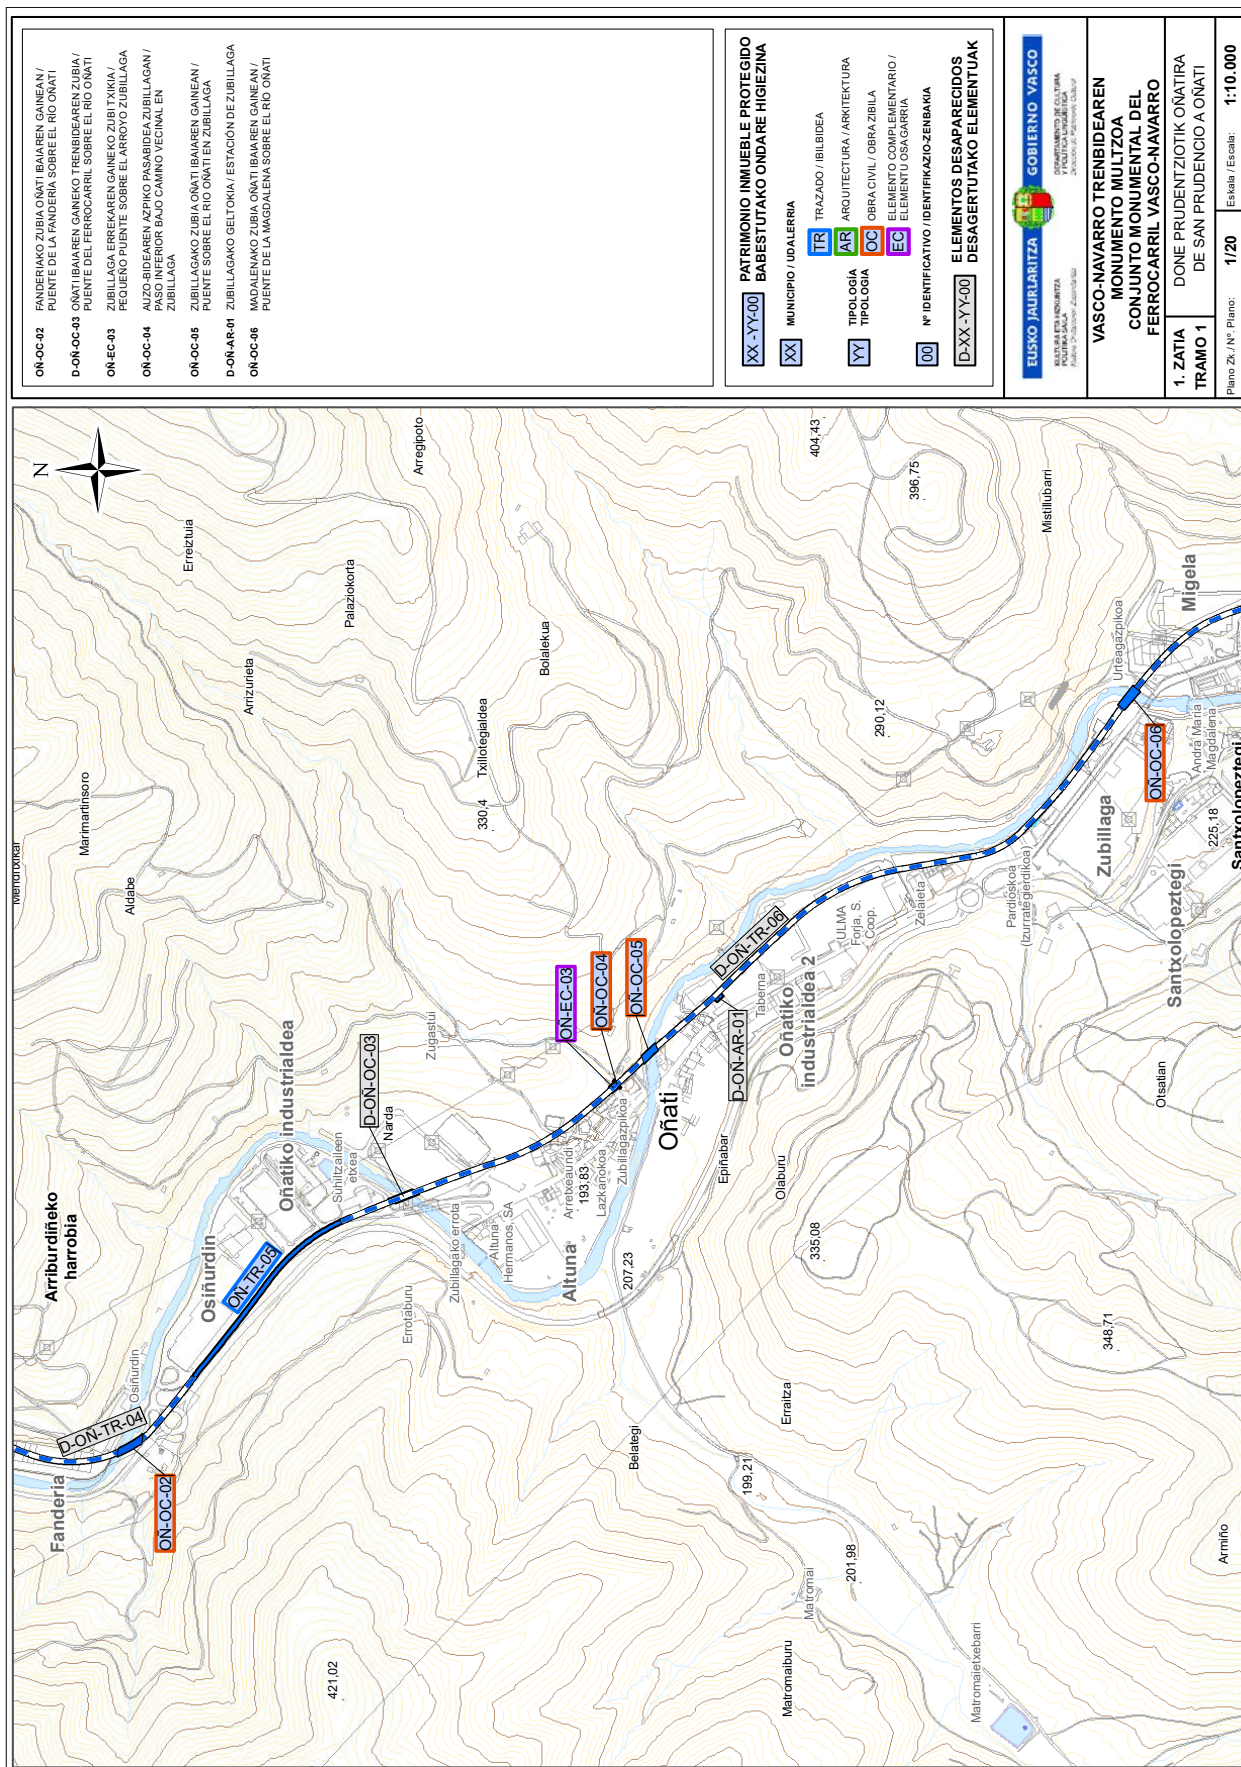 OÑ-OC-02 FANDERIAKO ZUBIA OÑATI IBAIAREN GAINEAN /
PUENTE DE LA FANDERÍA SOBRE EL RÍO OÑATI
D-OÑ-OC-03 OÑATI IBAIAREN GAINEKO TRENBIDEAREN ZUBIA /
PUENTE DEL FERROCARRIL SOBRE EL RÍO OÑATI
OÑ-EC-03 ZUBILLAGA ERREKAREN GAINEKO ZUBI TXIKIA /
PEQUEÑO PUENTE SOBRE EL ARROYO ZUBILLAGA
OÑ-OC-04 AUZO-BIDEAREN AZPIKO PASABIDEA ZUBILLAGAN /
PASO INFERIOR BAJO CAMINO VECINAL EN
ZUBILLAGA
OÑ-OC-05 ZUBILLAGAKO ZUBIA OÑATI IBAIAREN GAINEAN /
PUENTE SOBRE EL RÍO OÑATI EN ZUBILLAGA
D-OÑ-AR-01 ZUBILLAGAKO GELTOKIA / ESTACIÓN DE ZUBILLAGA
OÑ-OC-06 MADALENAKO ZUBIA OÑATI IBAIAREN GAINEAN /
PUENTE DE LA MAGDALENA SOBRE EL RÍO OÑATI
XX -YY-00 PATRIMONIO INMUEBLE PROTEGIDO
BABESTUTAKO ONDARE HIGIEZINA
XX MUNICIPIO / UDALERRIA
YY TIPOLOGÍA
TIPOLOGIA
TR TRAZADO / IBILBIDEA
AR ARQUITECTURA / ARKITEKTURA
OC OBRA CIVIL / OBRA ZIBILA
EC ELEMENTO COMPLEMENTARIO /
ELEMENTU OSAGARRIA
00 Nº IDENTIFICATIVO / IDENTIFIKAZIO-ZENBAKIA
D-XX -YY-00 ELEMENTOS DESAPARECIDOS
DESAGERTUTAKO ELEMENTUAK
EUSKO JAURLARITZA GOBIERNO VASCO
KULTURA ETA HIZKUNTZA
POLITIKA SAILA
DEPARTAMENTO DE CULTURA
Y POLÍTICA LINGÜÍSTICA
VASCO-NAVARRO TRENBIDEAREN
MONUMENTO MULTZOA
CONJUNTO MONUMENTAL DEL
FERROCARRIL VASCO-NAVARRO
1. ZATIA
TRAMO 1
DONE PRUDENTZIOTIK OÑATIRA
DE SAN PRUDENCIO A OÑATI
Plano Zk./ Nº. Plano: 1/20
Eskala / Escala: 1:10.000
N
Arregipoto
Erreiztuia
Palaziokorta
Arrizurieta
Bolalekua
Txillotegialdea
330,4
Marimartinsoro
Aldabe
404,43
396,75
Mistillubarri
290,12
Urteagazpikoa
Migela
OÑ-OC-06
Andra Maria
Magdalena
225,18
Santxolopeztegi
Zubillaga
Santxolopeztegi
Pardioskoa
(Izurrategierdikoa)
Zelaieta
ULMA
Forja, S.
Coop.
D-OÑ-TR-06
Taberna
Oñatiko
industrialdea 2
D-OÑ-AR-01
OÑ-EC-03
OÑ-OC-04
OÑ-OC-05
Oñati
Zubillagazpikoa
Lazkanokoa
Arretxeaundi
193,83
Zugastui
D-OÑ-OC-03
Narda
Oñatiko industrialdea
Suhiltzaileen
etxea
Arriburdiñeko
harrobia
Osiñurdin
OÑ-TR-05
Osiñurdin
D-OÑ-TR-04
Fanderia
OÑ-OC-02
Zubillagako errota
Altuna
Hermanos, SA
Altuna
Errotaburu
207,23
Epiñabar
Olaburu
335,08
Otsatian
348,71
Erraitza
Belategi
199,21
201,98
Matromai
Matromaiburu
Matromaietxebarri
Armiño
421,02